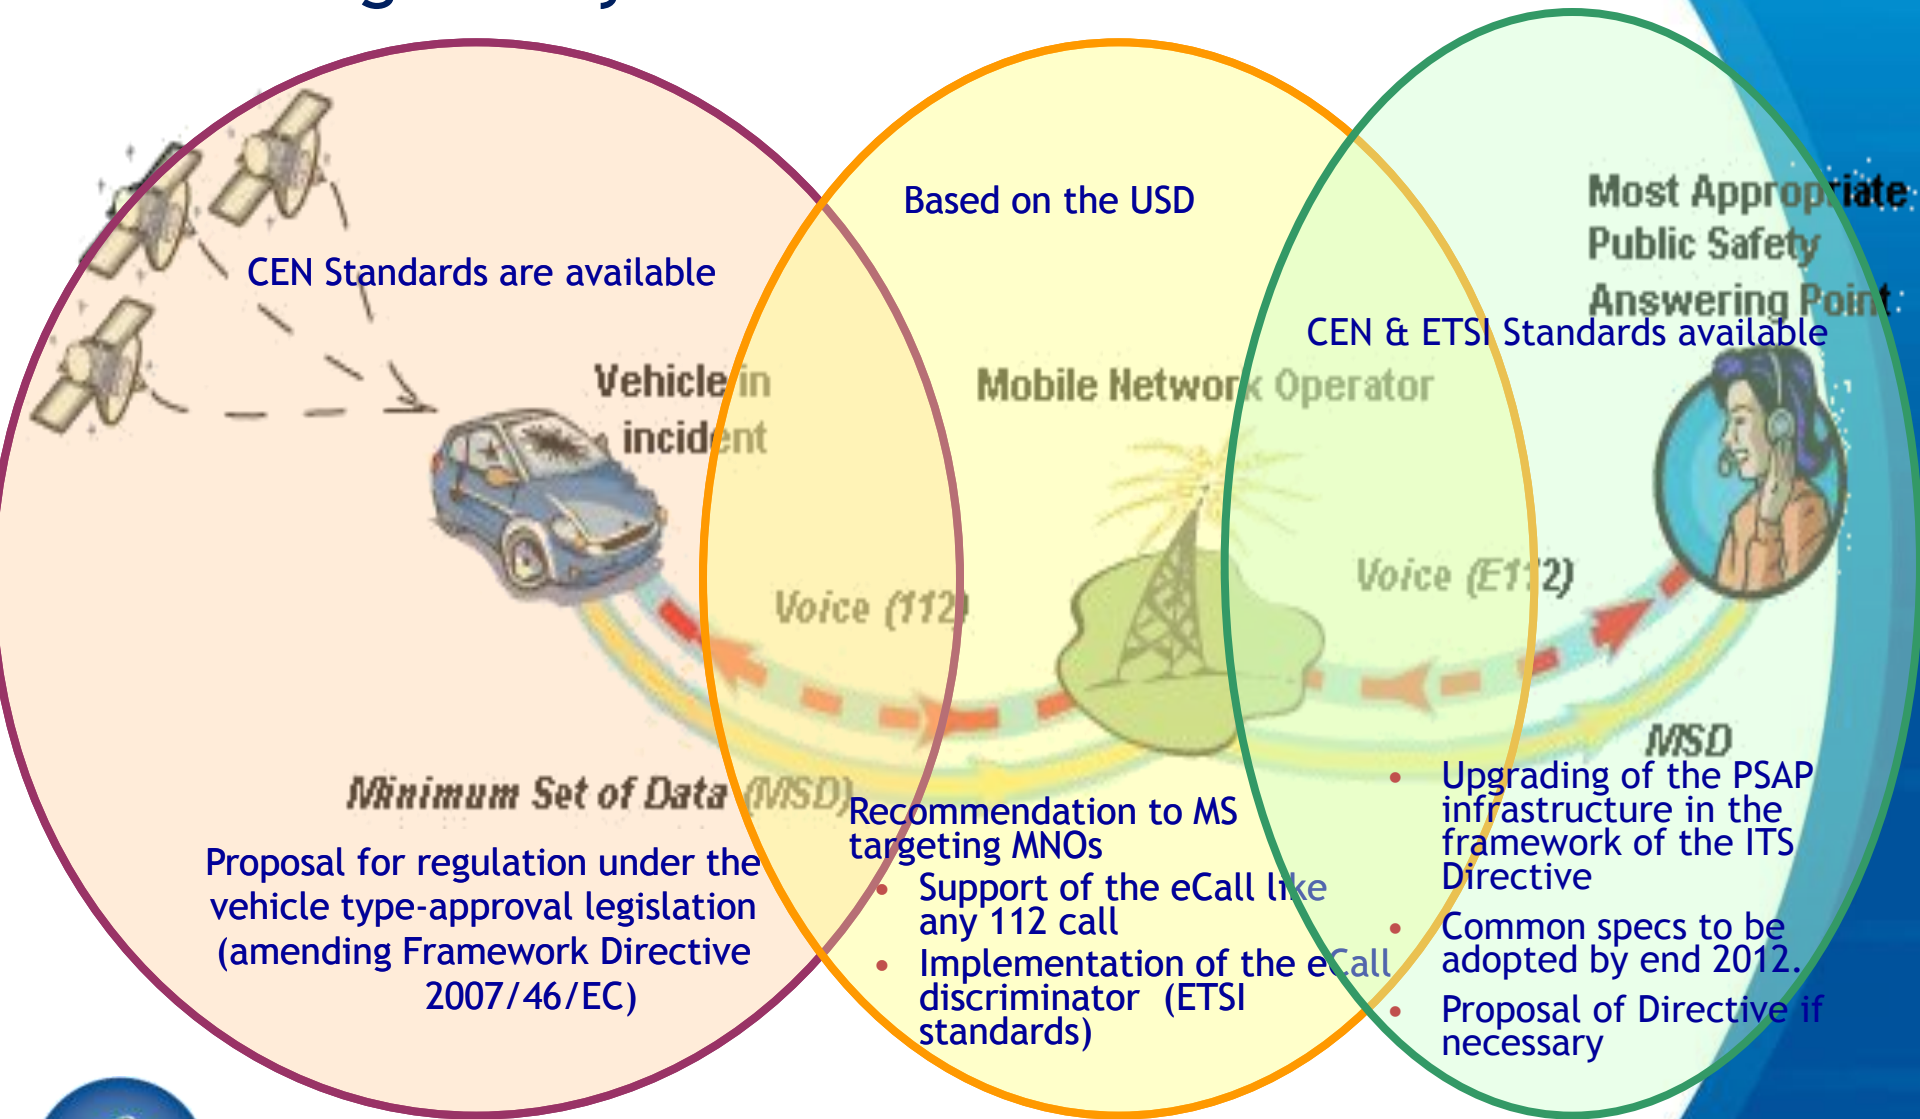 CEN Standards are available
Vehicle in
incident
Minimum Set of Data (MSD)
Proposal for regulation under the
vehicle type-approval legislation
(amending Framework Directive
2007/46/EC)
Based on the USD
Mobile Network Operator
Voice (112)
Recommendation to MS
targeting MNOs
• Support of the eCall like
any 112 call
• Implementation of the eCall
discriminator (ETSI
standards)
Most Appropriate
Public Safety
Answering Point
CEN & ETSI Standards available
Voice (E112)
MSD
• Upgrading of the PSAP
infrastructure in the
framework of the ITS
Directive
• Common specs to be
adopted by end 2012.
• Proposal of Directive if
necessary